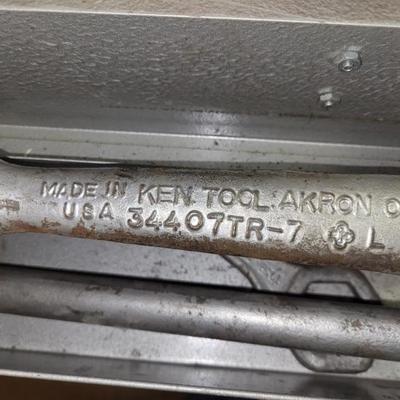 MADE IN KEN-TOOL AKRON O
USA 34407TR-7 L